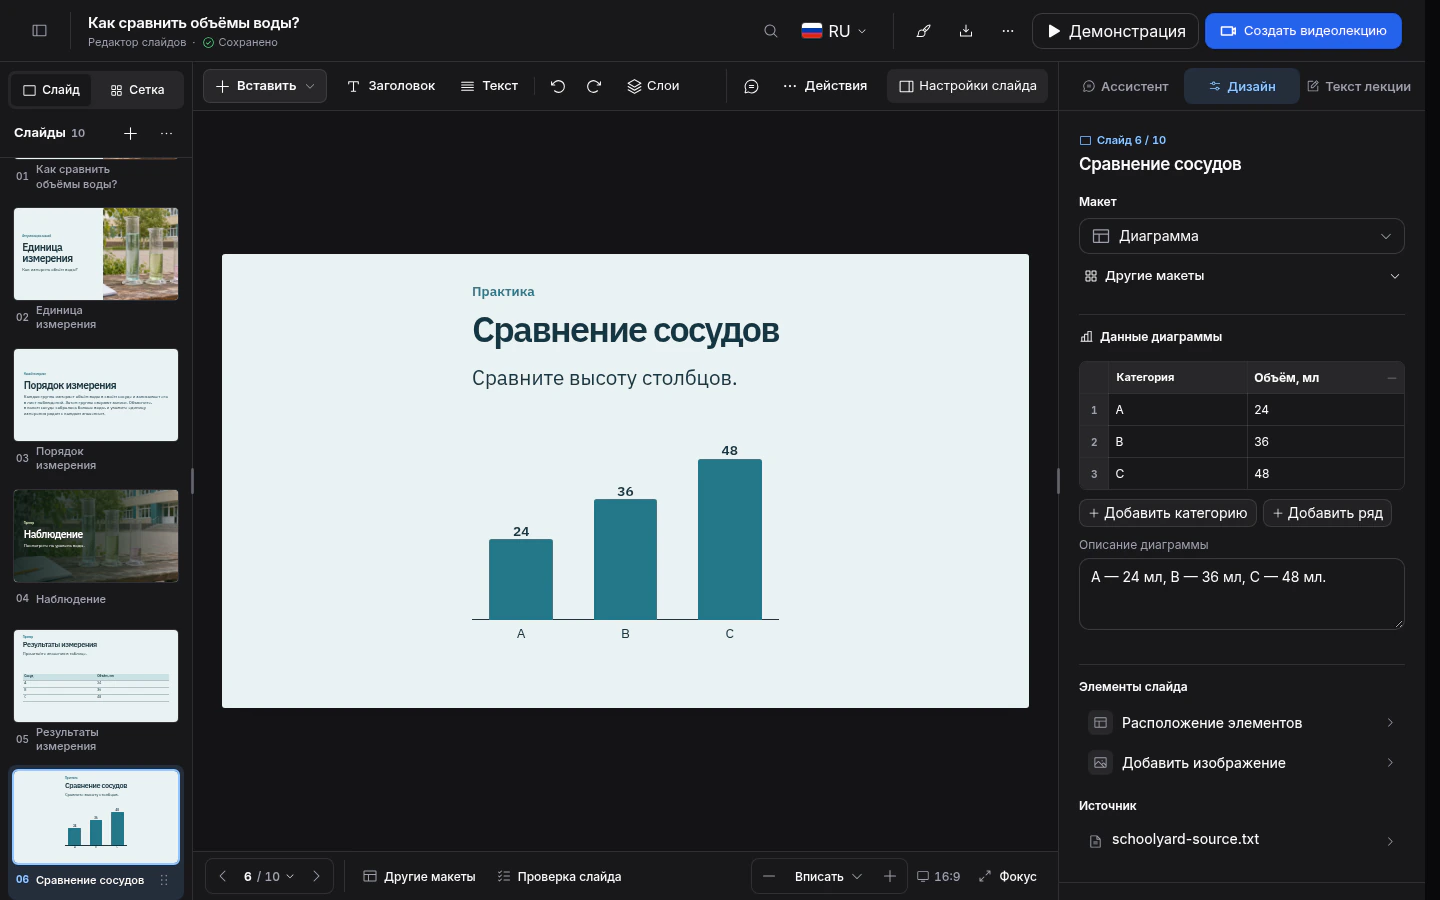 Как сравнить объёмы воды?
Редактор слайдов · Сохранено
RU
Демонстрация
Создать видеолекцию
Слайд
Сетка
Вставить
Заголовок
Текст
Слои
Действия
Настройки слайда
Ассистент
Дизайн
Текст лекции
Слайды 10
01 Как сравнить
объёмы воды?
Единица
измерения
Как измерить объём воды?
02 Единица
измерения
Порядок измерения
03 Порядок
измерения
Наблюдение
04 Наблюдение
Результаты измерения
05 Результаты
измерения
Сравнение сосудов
06 Сравнение сосудов
Практика
Сравнение сосудов
Сравните высоту столбцов.
24
36
48
A
B
C
Слайд 6 / 10
Сравнение сосудов
Макет
Диаграмма
Другие макеты
Данные диаграммы
Категория Объём, мл
1 A 24
2 B 36
3 C 48
+ Добавить категорию
+ Добавить ряд
Описание диаграммы
A — 24 мл, B — 36 мл, C — 48 мл.
Элементы слайда
Расположение элементов
Добавить изображение
Источник
schoolyard-source.txt
6 / 10
Другие макеты
Проверка слайда
Вписать
16:9
Фокус